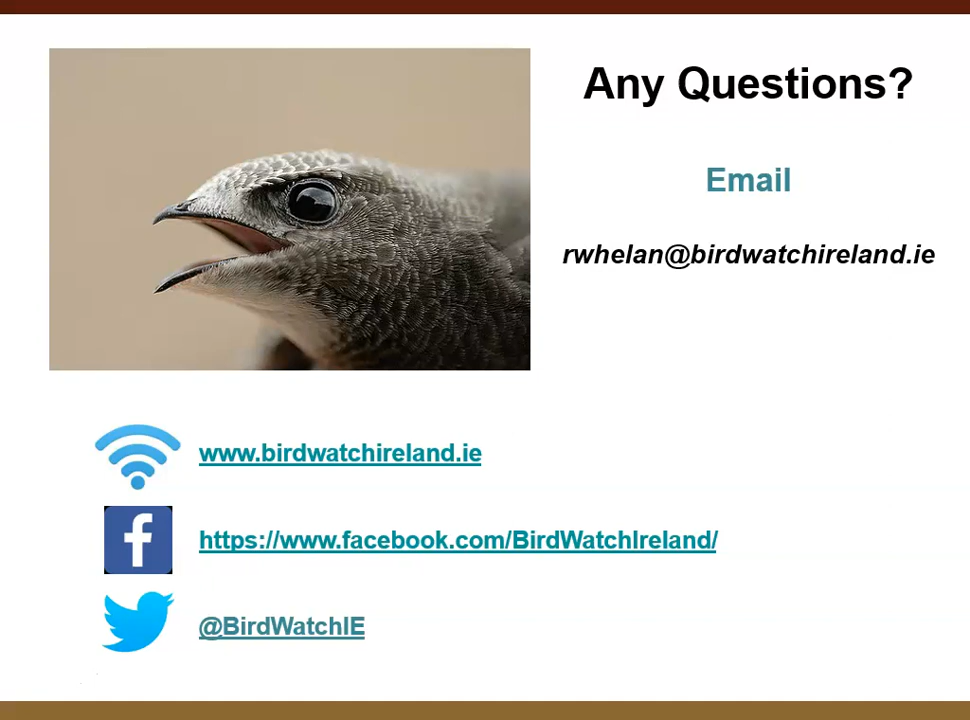 Any Questions?
Email
rwhelan@birdwatchireland.ie
www.birdwatchireland.ie
https://www.facebook.com/BirdWatchIreland/
@BirdWatchIE